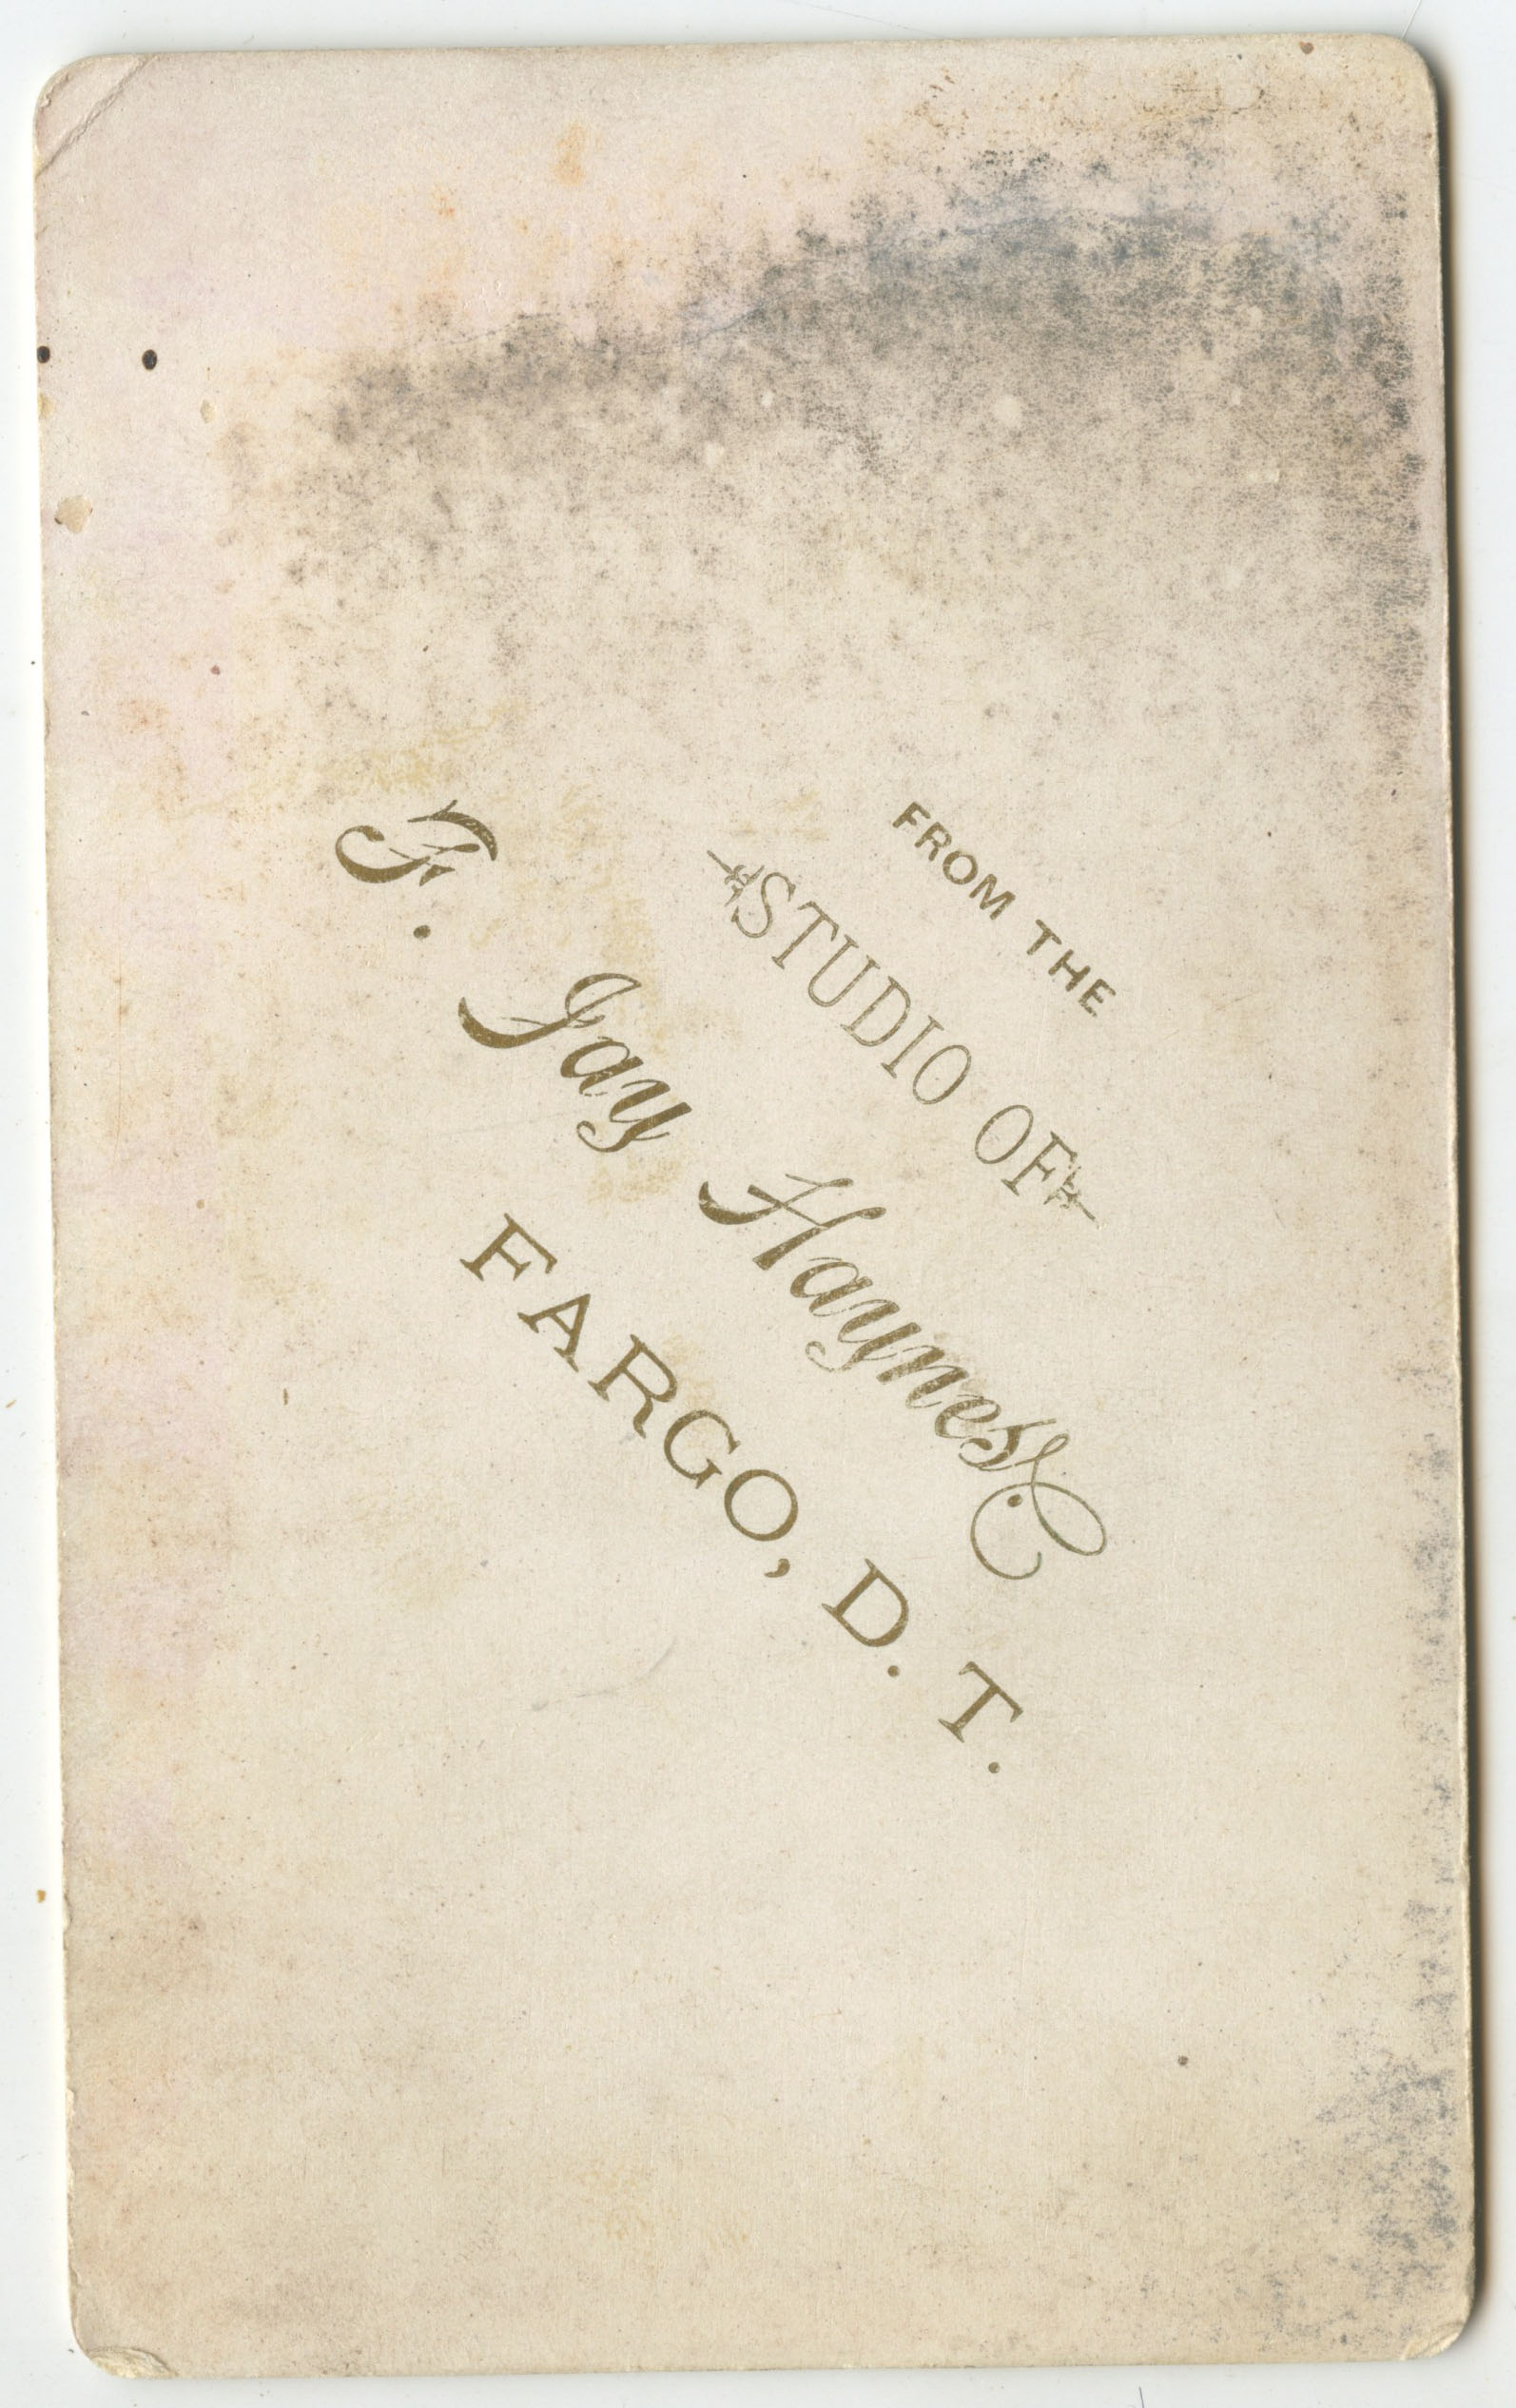 FROM THE
STUDIO OF
F. Jay Haynes.
FARGO, D. T.